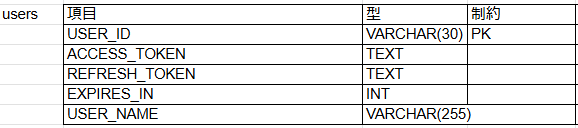 users 項目 型 制約
USER_ID VARCHAR(30) PK
ACCESS_TOKEN TEXT
REFRESH_TOKEN TEXT
EXPIRES_IN INT
USER_NAME VARCHAR(255)